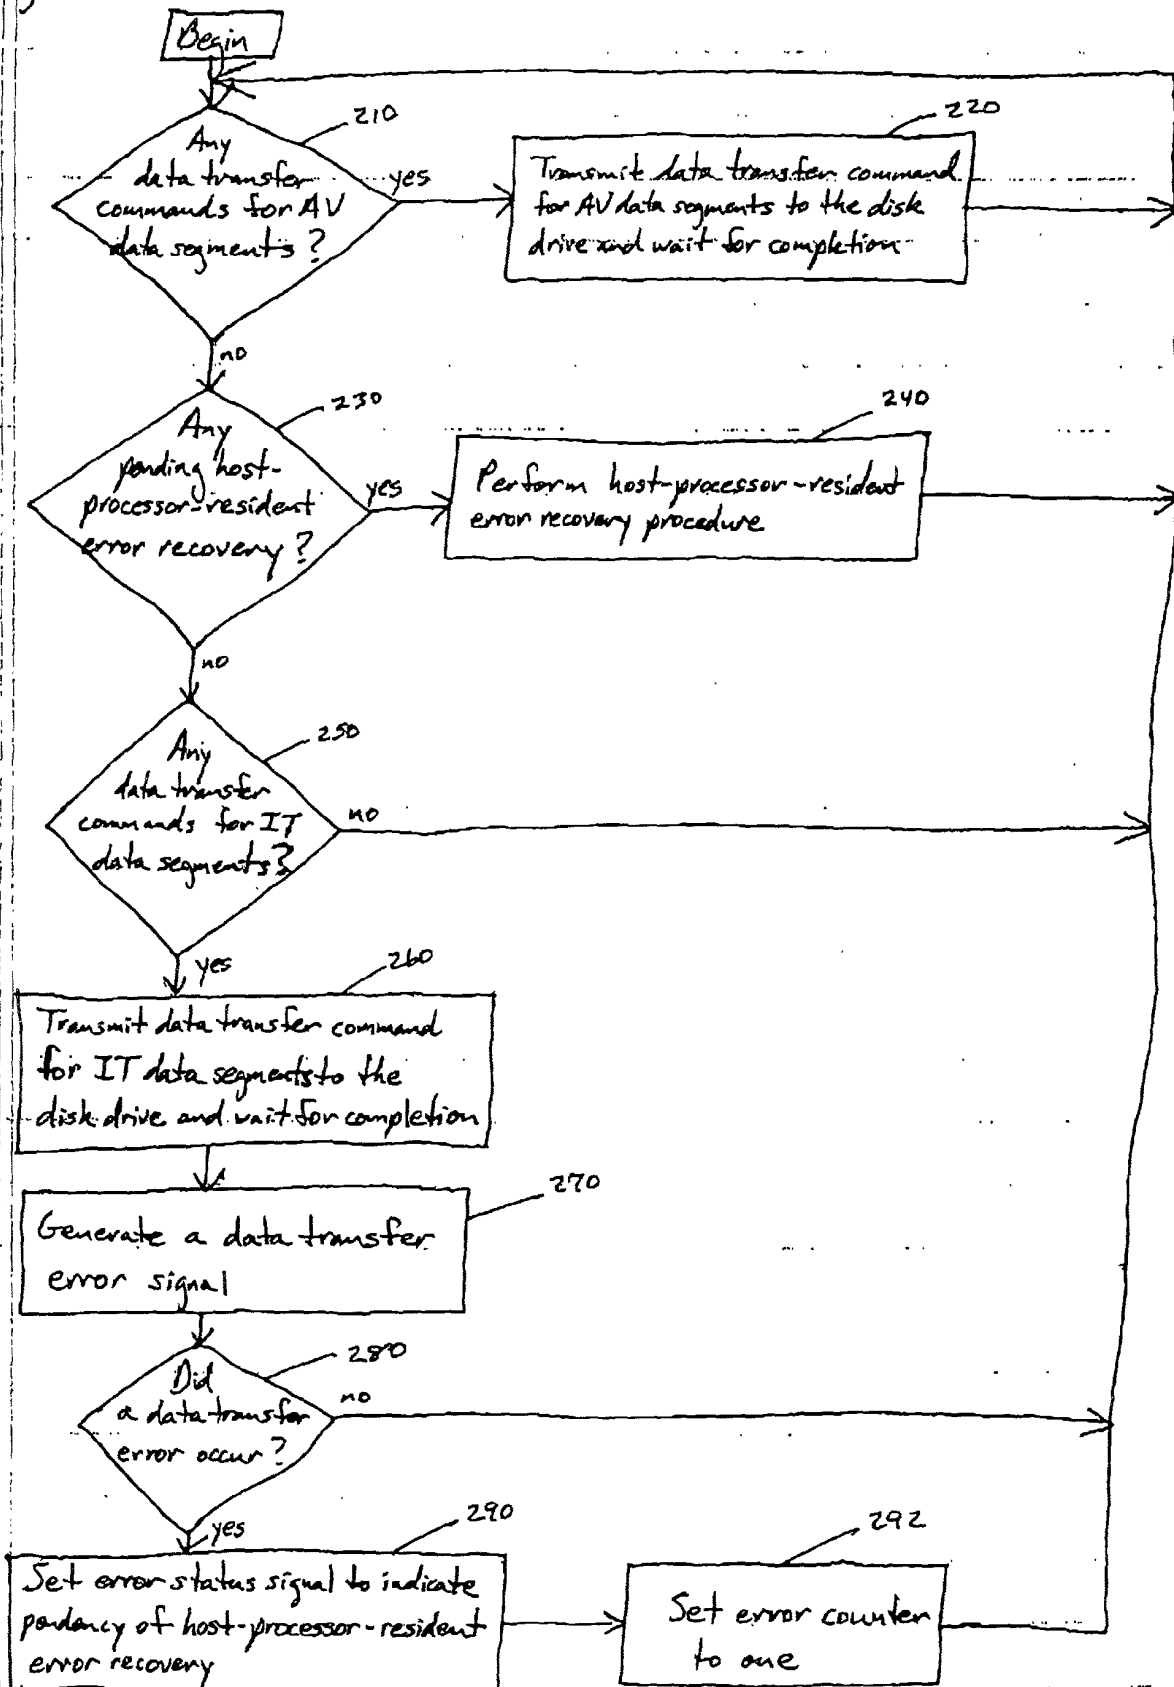 Begin
210
Any
data transfer
commands for AV
data segments?
yes
220
Transmit data transfer command
for AV data segments to the disk
drive and wait for completion
no
230
Any
pending host-
processor-resident
error recovery?
yes
240
Perform host-processor-resident
error recovery procedure
no
250
Any
data transfer
commands for IT
data segments?
no
yes
260
Transmit data transfer command
for IT data segments to the
disk drive and wait for completion
270
Generate a data transfer
error signal
280
Did
a data transfer
error occur?
no
yes
290
Set error status signal to indicate
pendancy of host-processor-resident
error recovery
292
Set error counter
to one